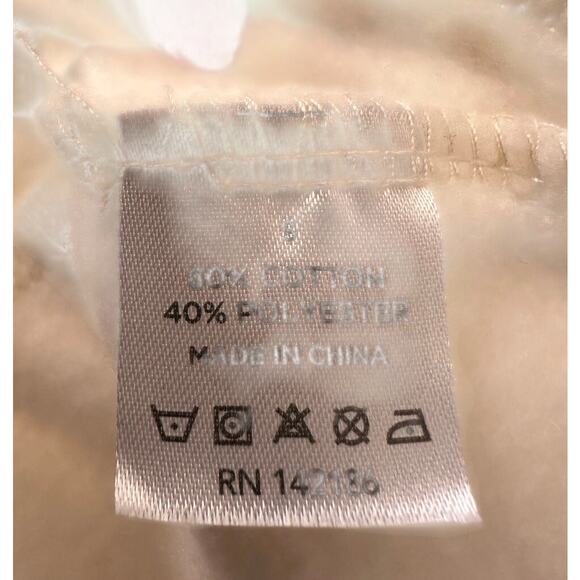 S
60% COTTON
40% POLYESTER
MADE IN CHINA
RN 142186